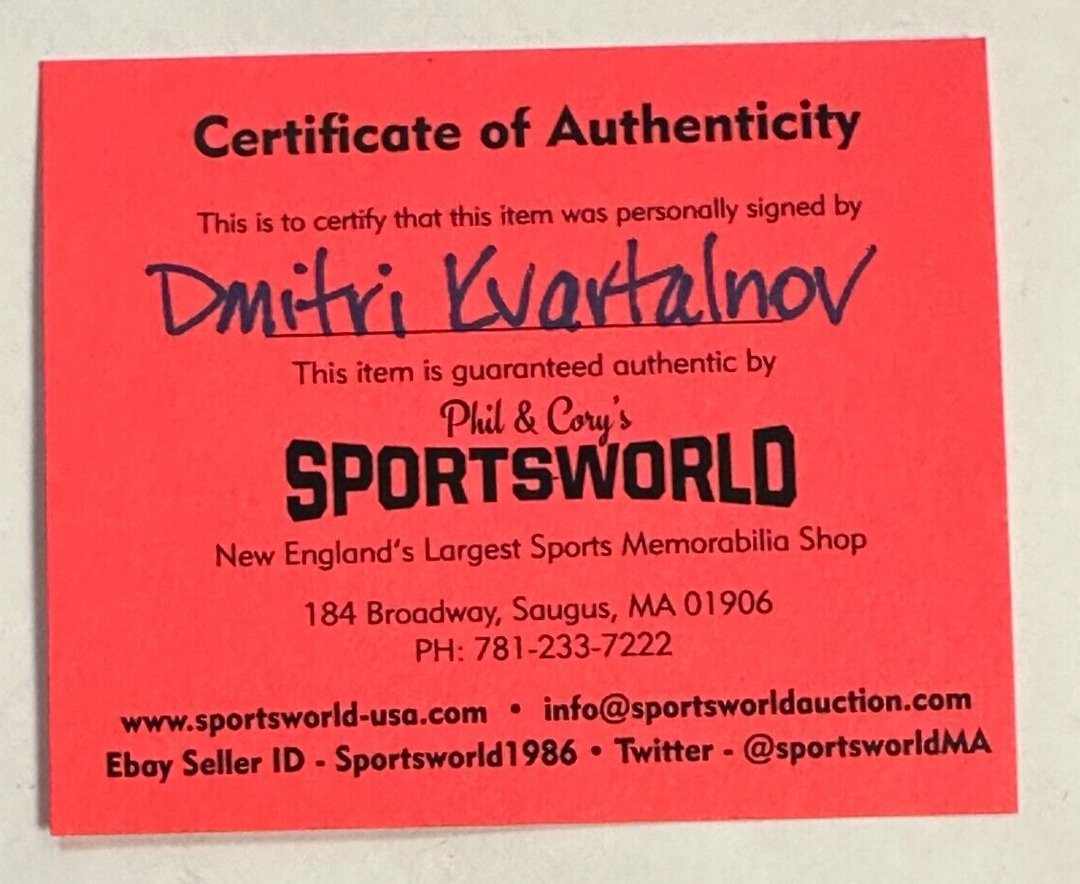 Certificate of Authenticity
This is to certify that this item was personally signed by
Dmitri Kvartalnov
This item is guaranteed authentic by
Phil & Cory's
SPORTSWORLD
New England's Largest Sports Memorabilia Shop
184 Broadway, Saugus, MA 01906
PH: 781-233-7222
www.sportsworld-usa.com • info@sportsworldauction.com
Ebay Seller ID - Sportsworld1986 • Twitter - @sportsworldMA